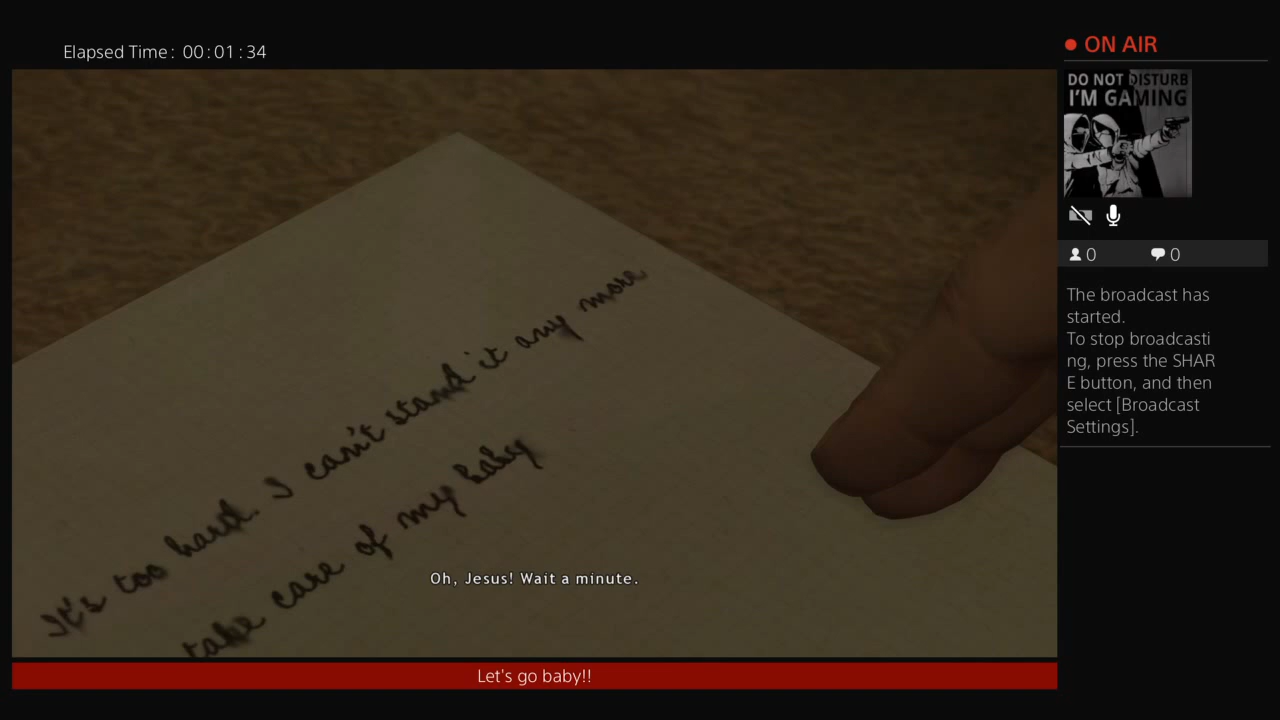 Elapsed Time: 00:01:34
ON AIR
DO NOT DISTURB
I'M GAMING
0 0
The broadcast has
started.
To stop broadcasti
ng, press the SHAR
E button, and then
select [Broadcast
Settings].
It's too hard. I can't stand it any more
take care of my baby
Oh, Jesus! Wait a minute.
Let's go baby!!